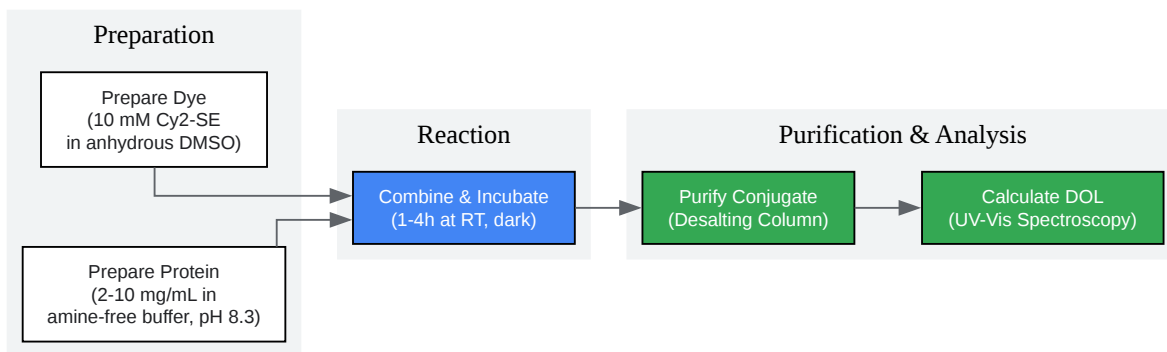 Preparation
Prepare Dye
(10 mM Cy2-SE
in anhydrous DMSO)
Prepare Protein
(2-10 mg/mL in
amine-free buffer, pH 8.3)
Reaction
Combine & Incubate
(1-4h at RT, dark)
Purification & Analysis
Purify Conjugate
(Desalting Column)
Calculate DOL
(UV-Vis Spectroscopy)